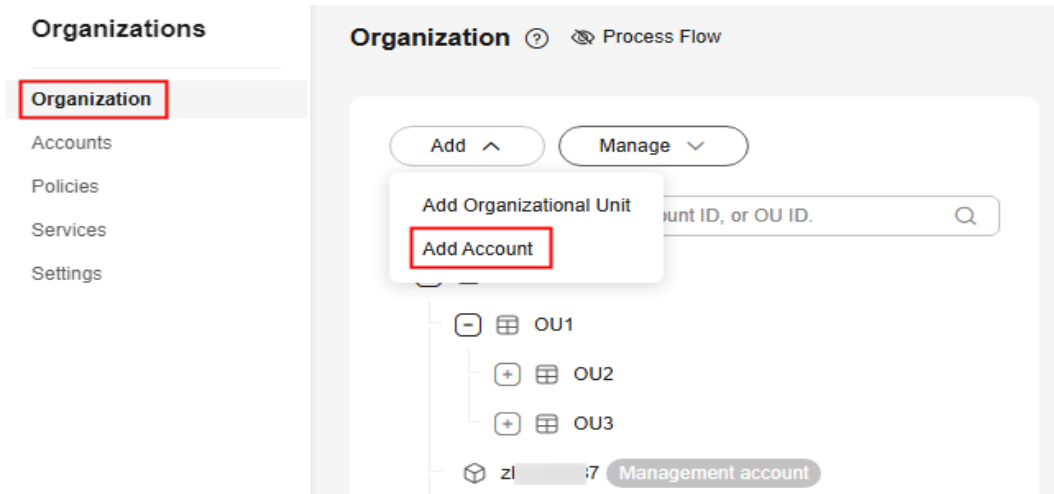 Organizations
Organization
Accounts
Policies
Services
Settings
Organization ? Process Flow
Add Manage
Add Organizational Unit
ID, or OU ID.
Add Account
OU1
OU2
OU3
Management account